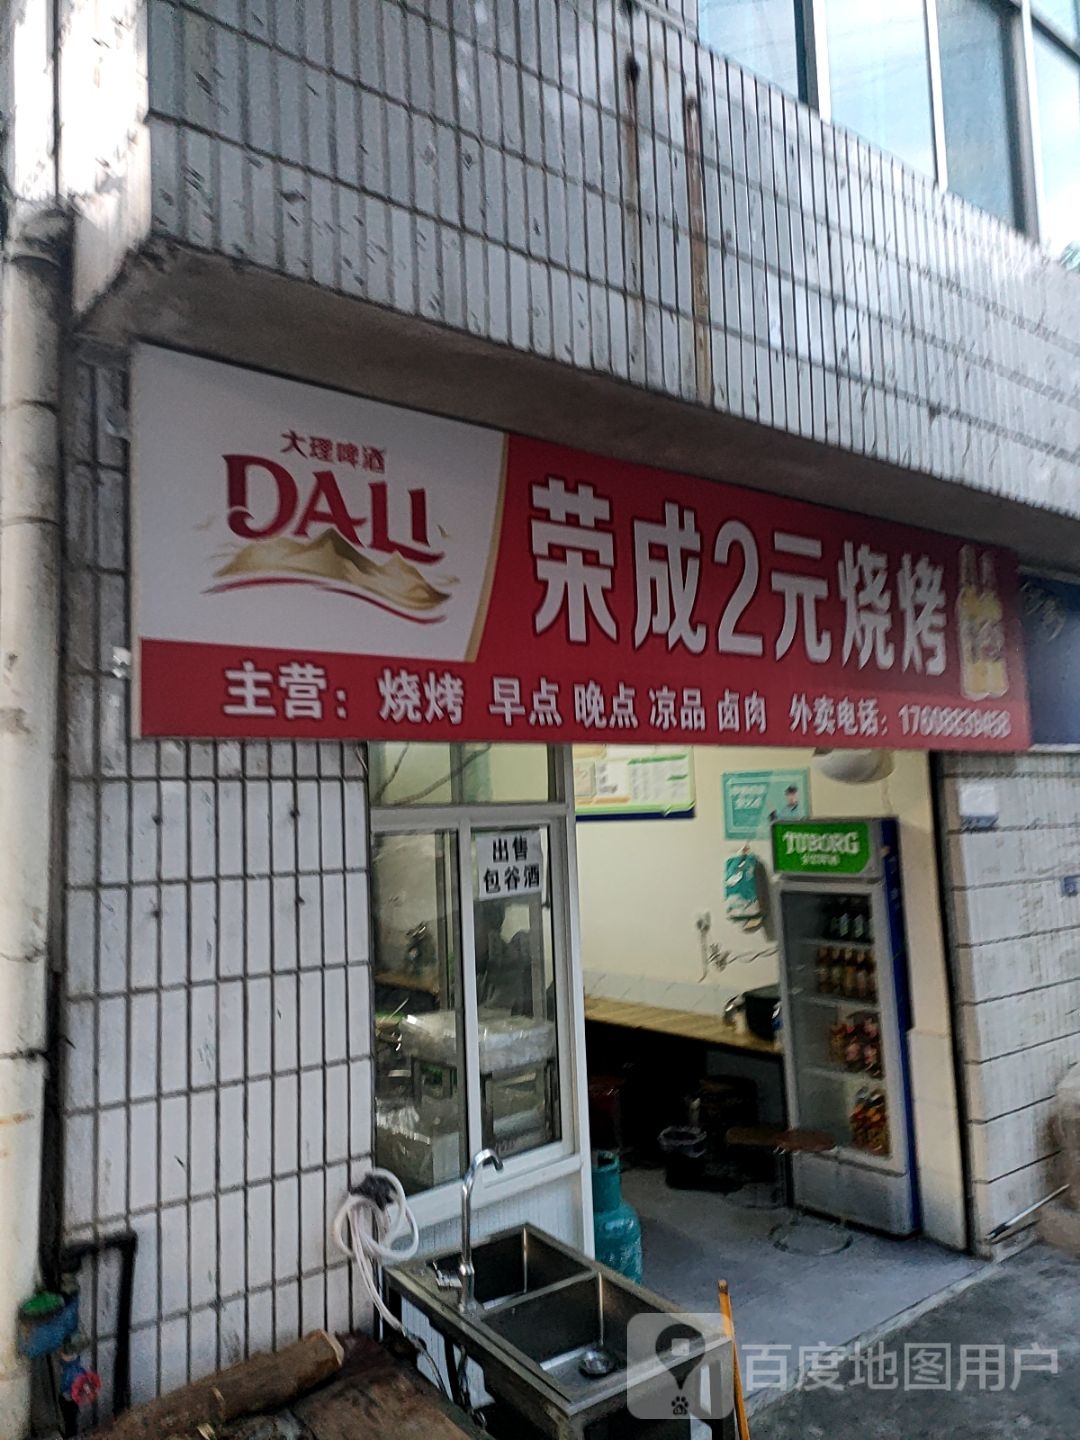 大理啤酒
DALI
荣成2元烧烤
主营：烧烤 早点 晚点 凉品 卤肉 外卖电话：
出售
包谷酒
TUBORG
百度地图用户